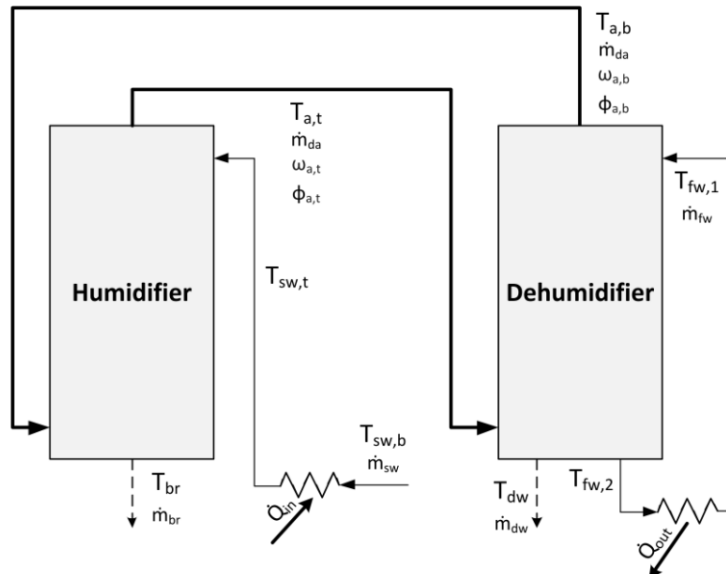 T_a,b
ṁ_da
ω_a,b
ϕ_a,b
T_a,t
ṁ_da
ω_a,t
ϕ_a,t
T_fw,1
ṁ_fw
T_sw,t
Humidifier
Dehumidifier
T_sw,b
ṁ_sw
Q̇_in
T_br
ṁ_br
T_dw
ṁ_dw
T_fw,2
Q̇_out